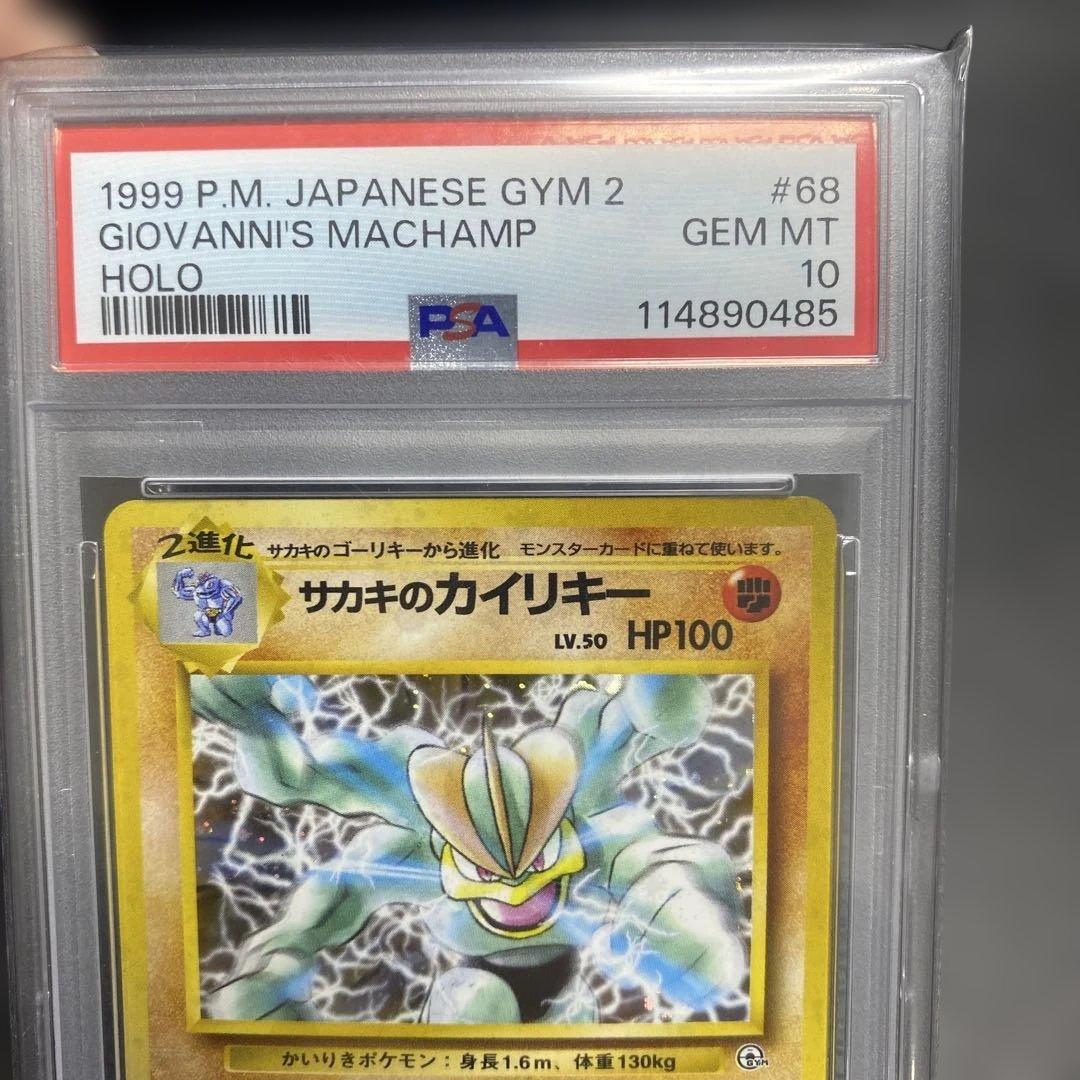 1999 P.M. JAPANESE GYM 2 #68
GIOVANNI'S MACHAMP GEM MT
HOLO 10
PSA 114890485
2進化 サカキのゴーリキーから進化 モンスターカードに重ねて使います。
サカキのカイリキー
LV.50 HP100
かいりきポケモン：身長1.6m、体重130kg
GYM